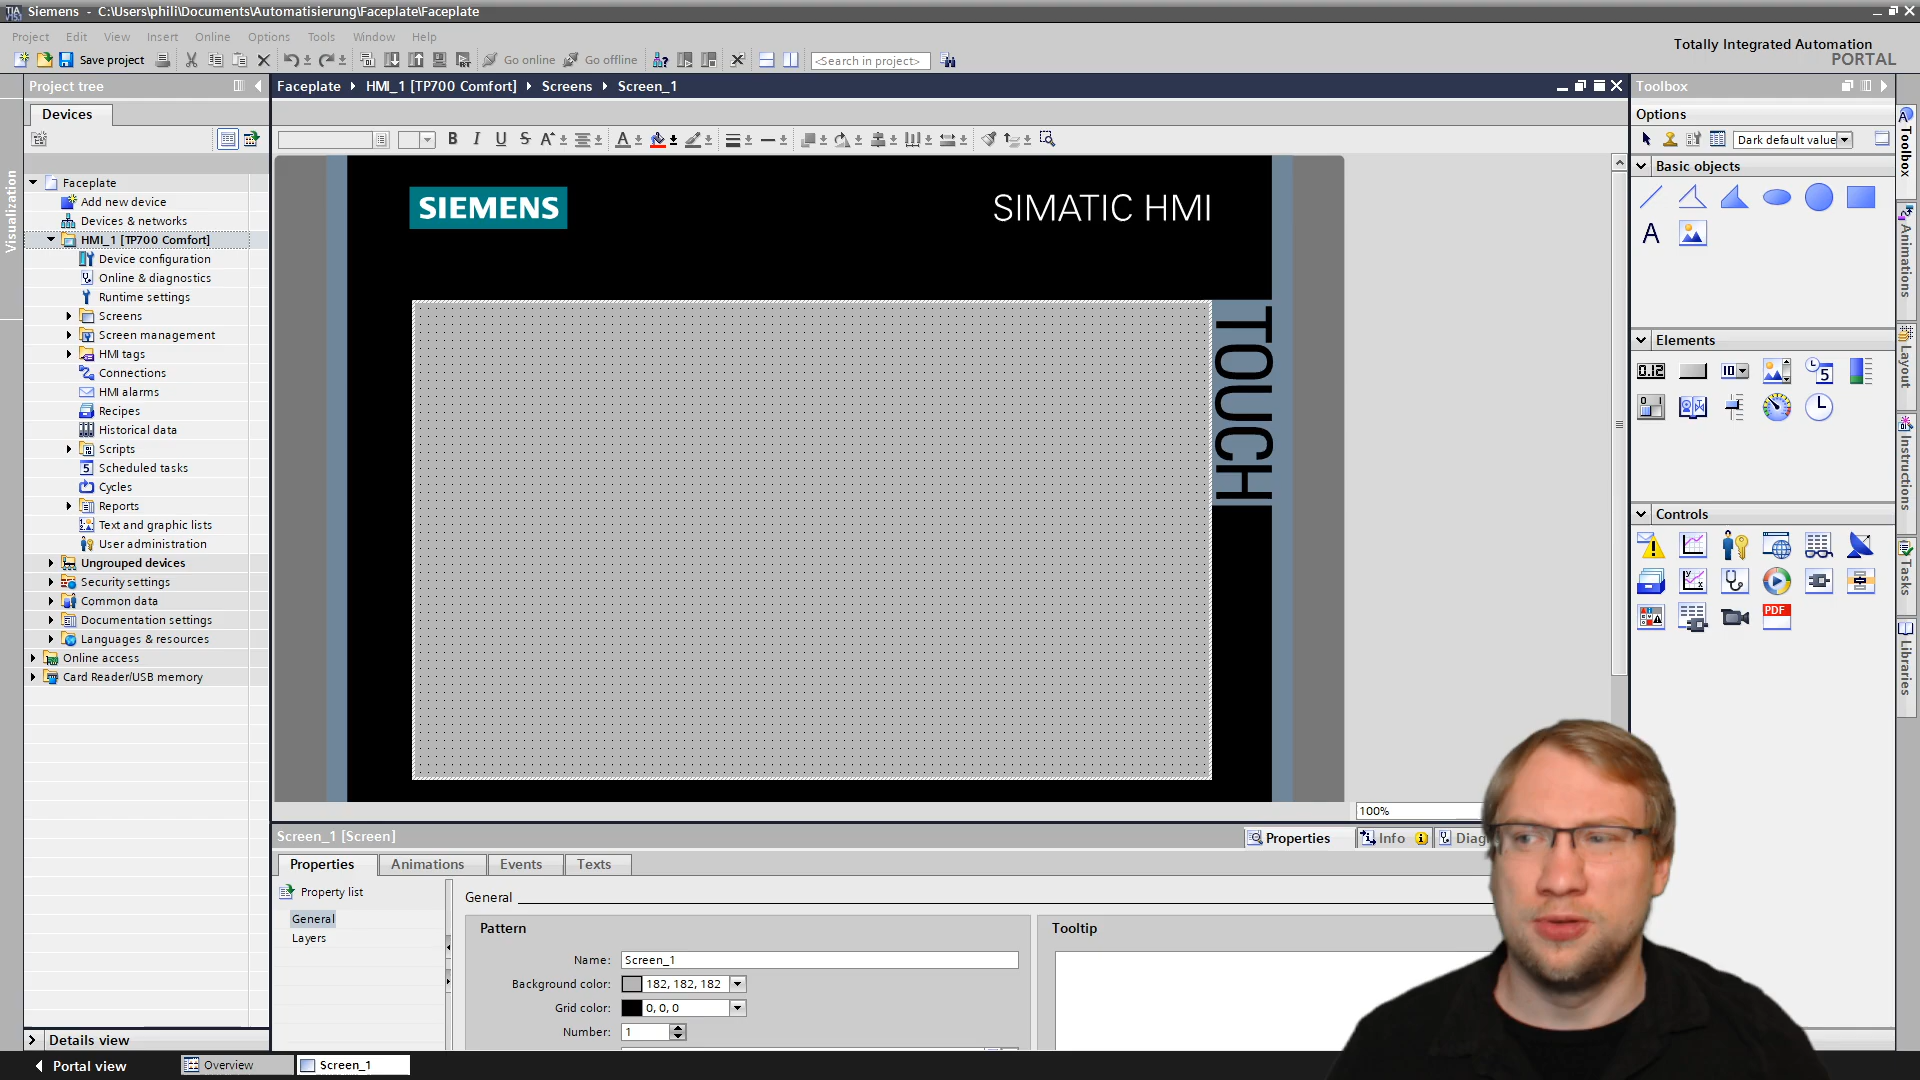 Siemens - C:\Users\phili\Documents\Automatisierung\Faceplate\Faceplate
Project Edit View Insert Online Options Tools Window Help
Save project
Go online
Go offline
<Search in project>
Totally Integrated Automation
PORTAL
Project tree
Faceplate HMI_1 [TP700 Comfort] Screens Screen_1
Toolbox
Devices
Options
B I U S A A
Dark default value
Visualization
Faceplate
Add new device
Devices & networks
HMI_1 [TP700 Comfort]
Device configuration
Online & diagnostics
Runtime settings
Screens
Screen management
HMI tags
Connections
HMI alarms
Recipes
Historical data
Scripts
Scheduled tasks
Cycles
Reports
Text and graphic lists
User administration
Ungrouped devices
Security settings
Common data
Documentation settings
Languages & resources
Online access
Card Reader/USB memory
Details view
SIEMENS
SIMATIC HMI
TOUCH
100%
Basic objects
A
Elements
0.12
10
5
Controls
PDF
Toolbox
Animations
Layout
Instructions
Tasks
Libraries
Screen_1 [Screen]
Properties
Info
Diag
Properties Animations Events Texts
Property list
General
Layers
General
Pattern
Name: Screen_1
Background color: 182, 182, 182
Grid color: 0, 0, 0
Number: 1
Tooltip
Portal view
Overview
Screen_1